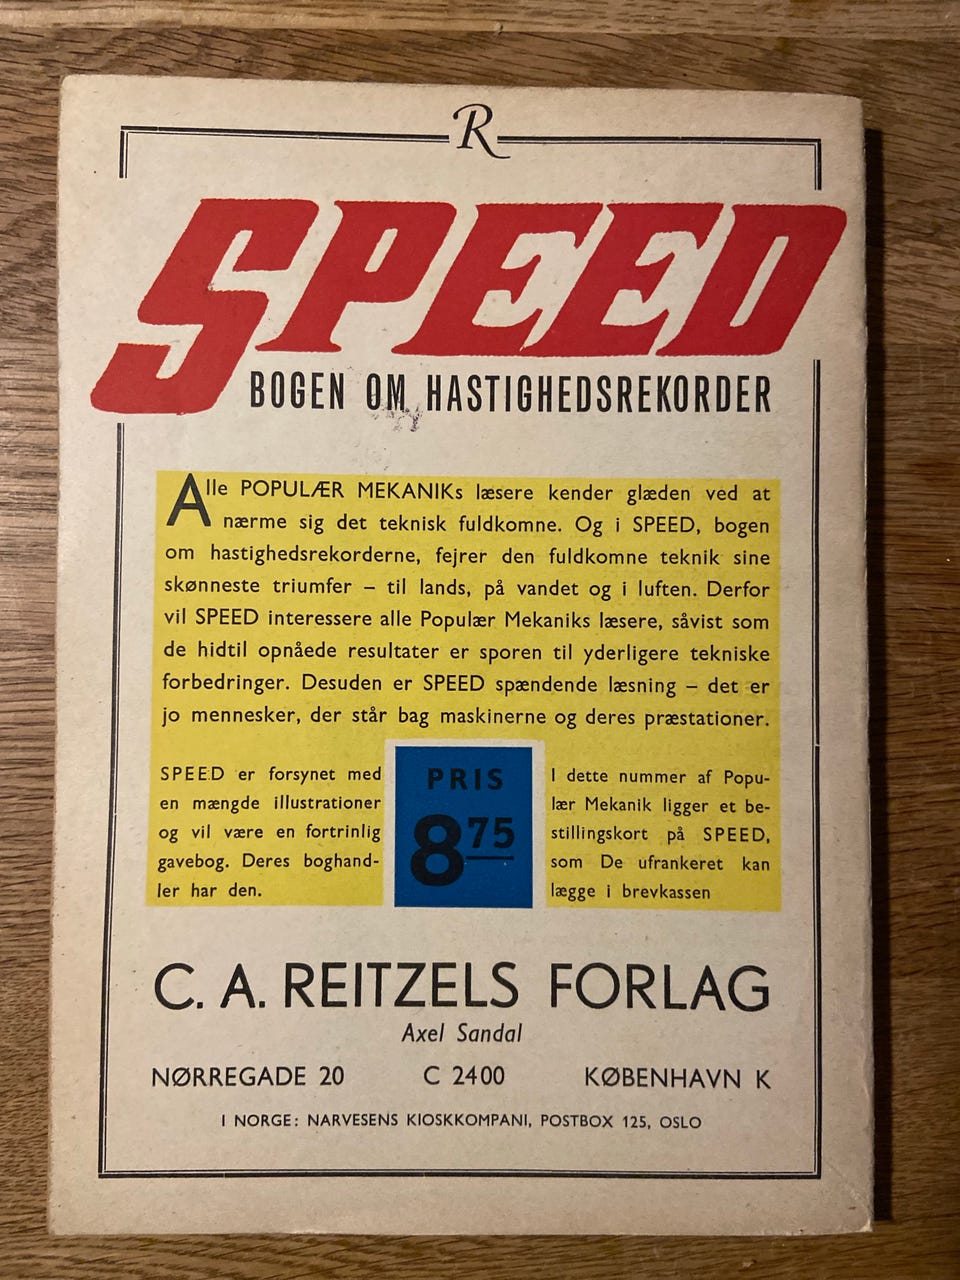 R
SPEED
BOGEN OM HASTIGHEDSREKORDER
Alle POPULÆR MEKANIKs læsere kender glæden ved at
nærme sig det teknisk fuldkomne. Og i SPEED, bogen
om hastighedsrekorderne, fejrer den fuldkomne teknik sine
skønneste triumfer – til lands, på vandet og i luften. Derfor
vil SPEED interessere alle Populær Mekaniks læsere, såvist som
de hidtil opnåede resultater er sporen til yderligere tekniske
forbedringer. Desuden er SPEED spændende læsning – det er
jo mennesker, der står bag maskinerne og deres præstationer.
SPEED er forsynet med
en mængde illustrationer
og vil være en fortrinlig
gavebog. Deres boghand-
ler har den.
PRIS
8 75
I dette nummer af Popu-
lær Mekanik ligger et be-
stillingskort på SPEED,
som De ufrankeret kan
lægge i brevkassen
C. A. REITZELS FORLAG
Axel Sandal
NØRREGADE 20 C 2400 KØBENHAVN K
I NORGE: NARVESENS KIOSKKOMPANI, POSTBOX 125, OSLO